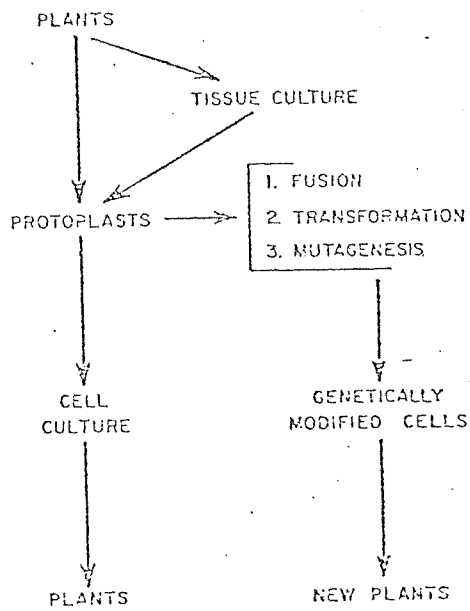 PLANTS
TISSUE CULTURE
PROTOPLASTS
1. FUSION
2. TRANSFORMATION
3. MUTAGENESIS
CELL
CULTURE
GENETICALLY
MODIFIED CELLS
PLANTS
NEW PLANTS